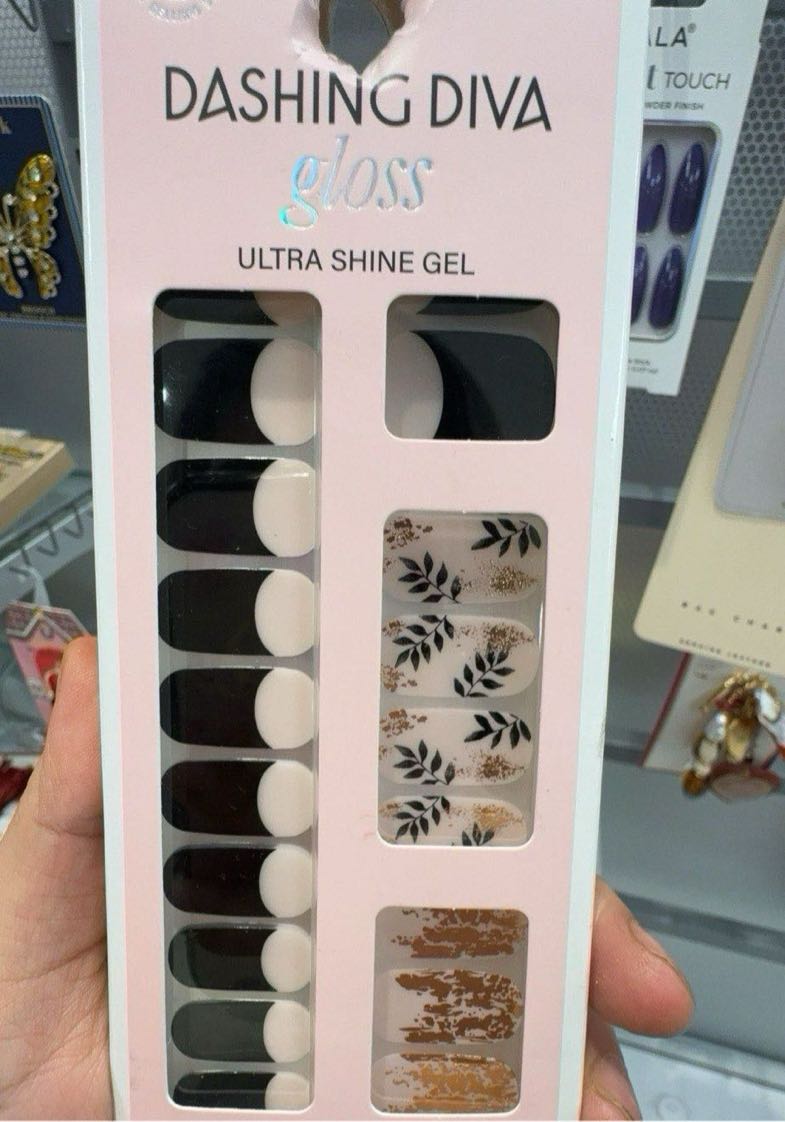 DASHING DIVA
gloss
ULTRA SHINE GEL
TOUCH